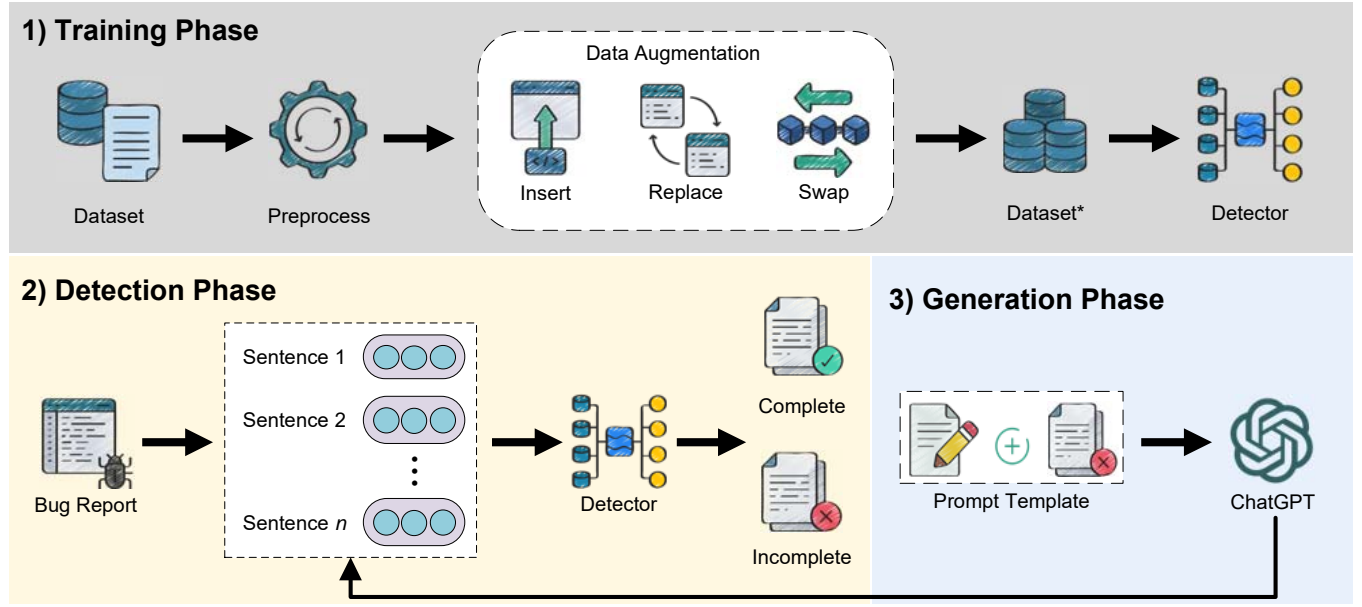 1) Training Phase
Data Augmentation
Dataset
Preprocess
</>
Insert
Replace
Swap
Dataset*
Detector
2) Detection Phase
Bug Report
Sentence 1
Sentence 2
Sentence n
Detector
Complete
Incomplete
3) Generation Phase
Prompt Template
ChatGPT